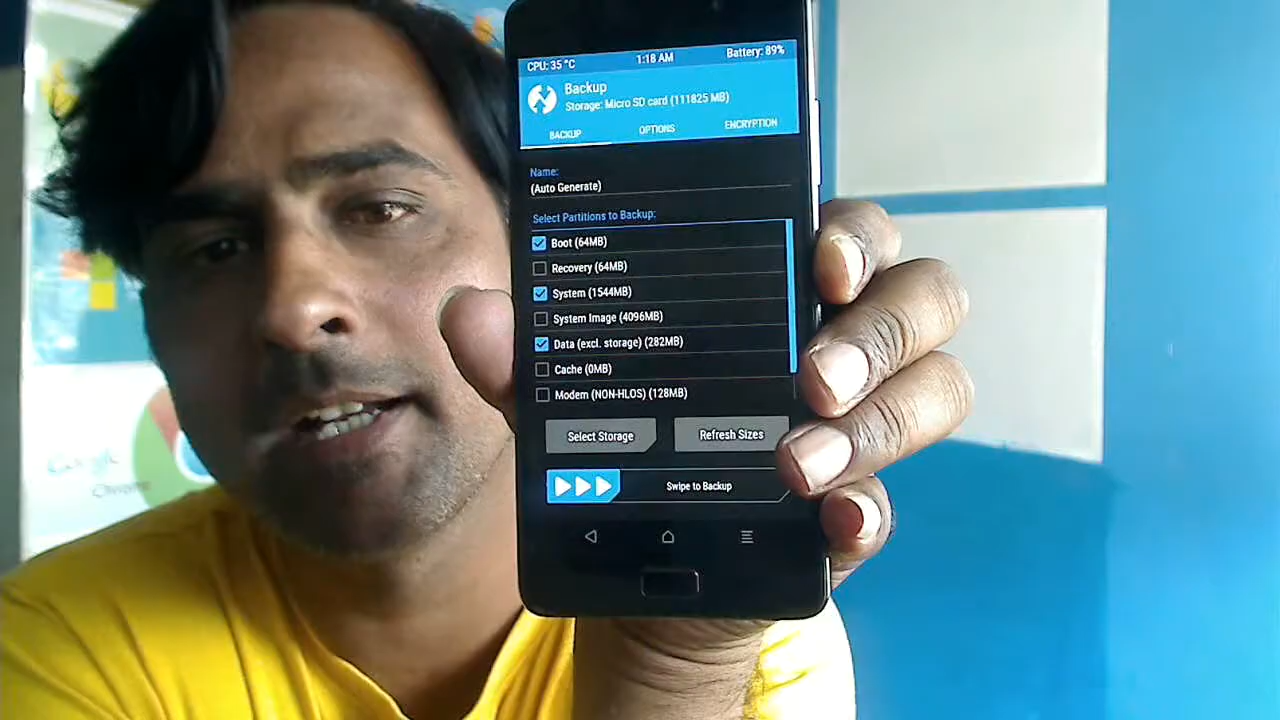 CPU: 35 °C 1:18 AM Battery: 89%
Backup
Storage: Micro SD card (111825 MB)
BACKUP OPTIONS ENCRYPTION
Name:
(Auto Generate)
Select Partitions to Backup:
Boot (64MB)
Recovery (64MB)
System (1544MB)
System Image (4096MB)
Data (excl. storage) (282MB)
Cache (0MB)
Modem (NON-HLOS) (128MB)
Select Storage Refresh Sizes
Swipe to Backup
Google
Chrome